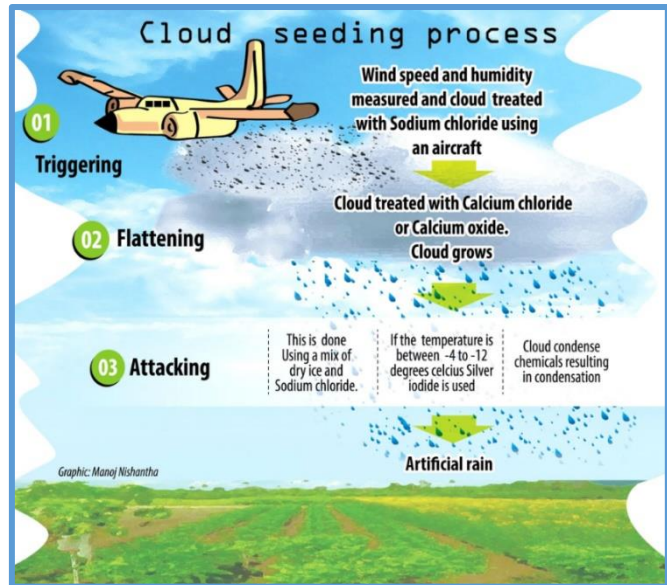 Cloud seeding process
01
Triggering
Wind speed and humidity
measured and cloud treated
with Sodium chloride using
an aircraft
02 Flattening
Cloud treated with Calcium chloride
or Calcium oxide.
Cloud grows
03 Attacking
This is done
Using a mix of
dry ice and
Sodium chloride.
If the temperature is
between -4 to -12
degrees celcius Silver
iodide is used
Cloud condense
chemicals resulting
in condensation
Artificial rain
Graphic: Manoj Nishantha